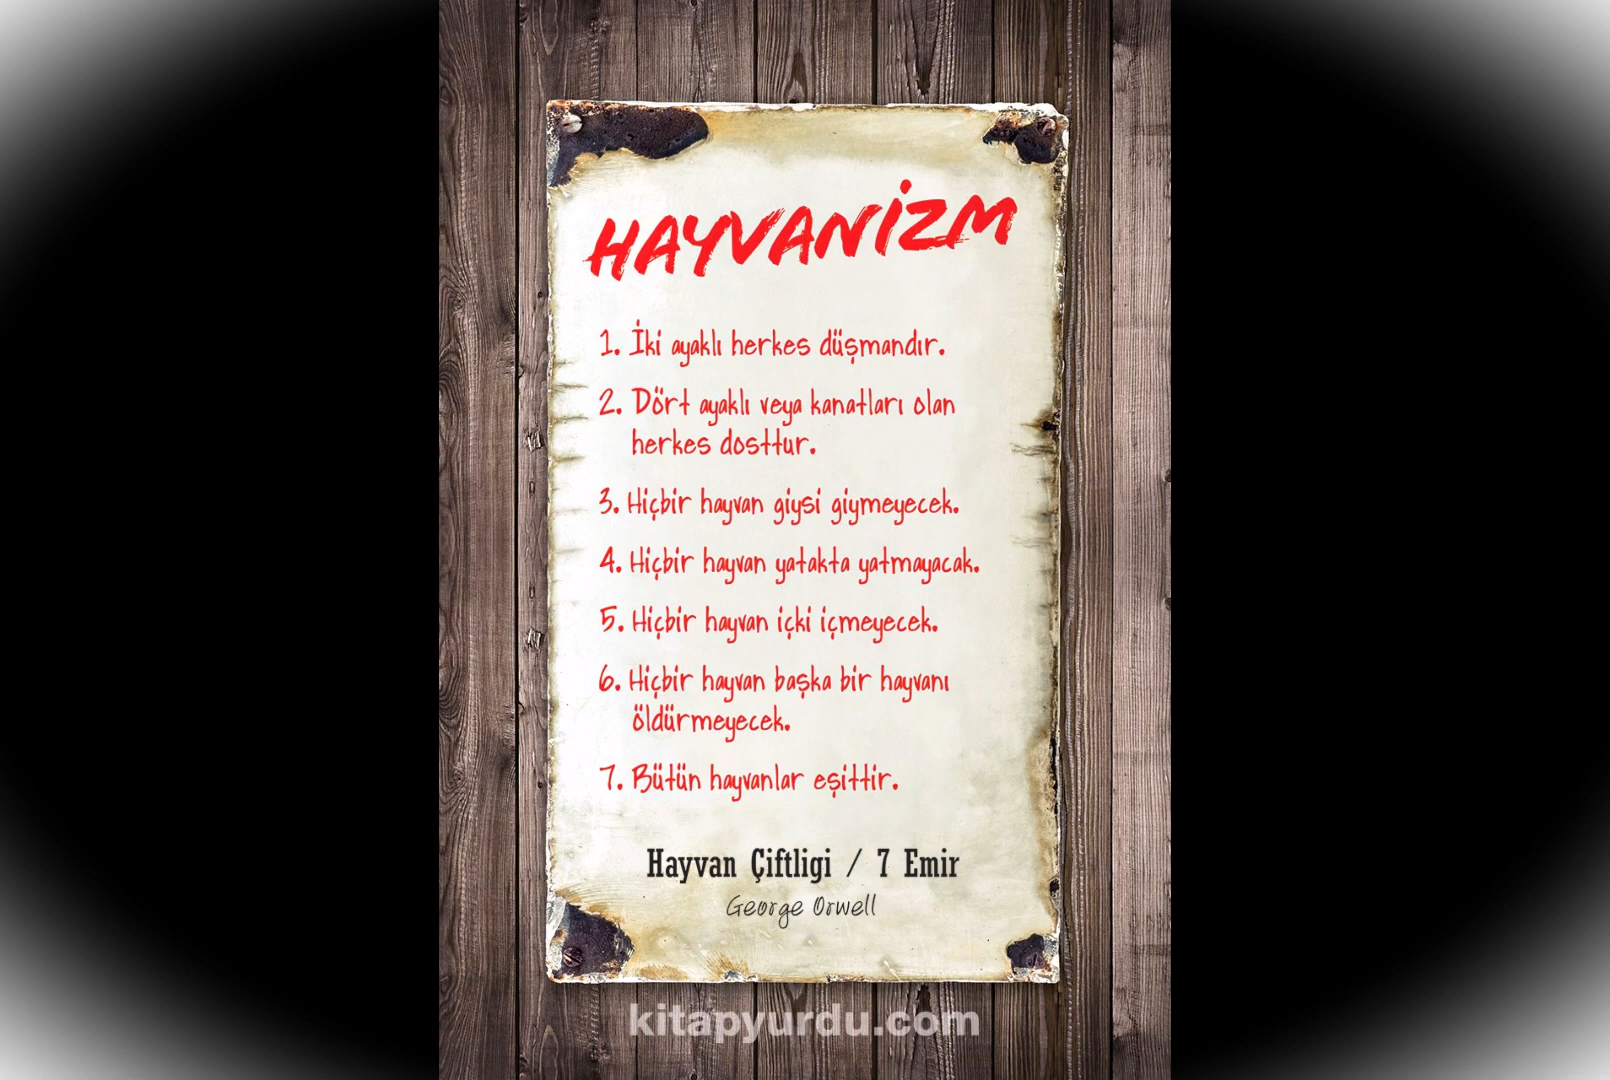 HAYVANİZM
1. İki ayaklı herkes düşmandır.
2. Dört ayaklı veya kanatları olan
herkes dosttur.
3. Hiçbir hayvan giysi giymeyecek.
4. Hiçbir hayvan yatakta yatmayacak.
5. Hiçbir hayvan içki içmeyecek.
6. Hiçbir hayvan başka bir hayvanı
öldürmeyecek.
7. Bütün hayvanlar eşittir.
Hayvan Çiftligi / 7 Emir
George Orwell
kitapyurdu.com